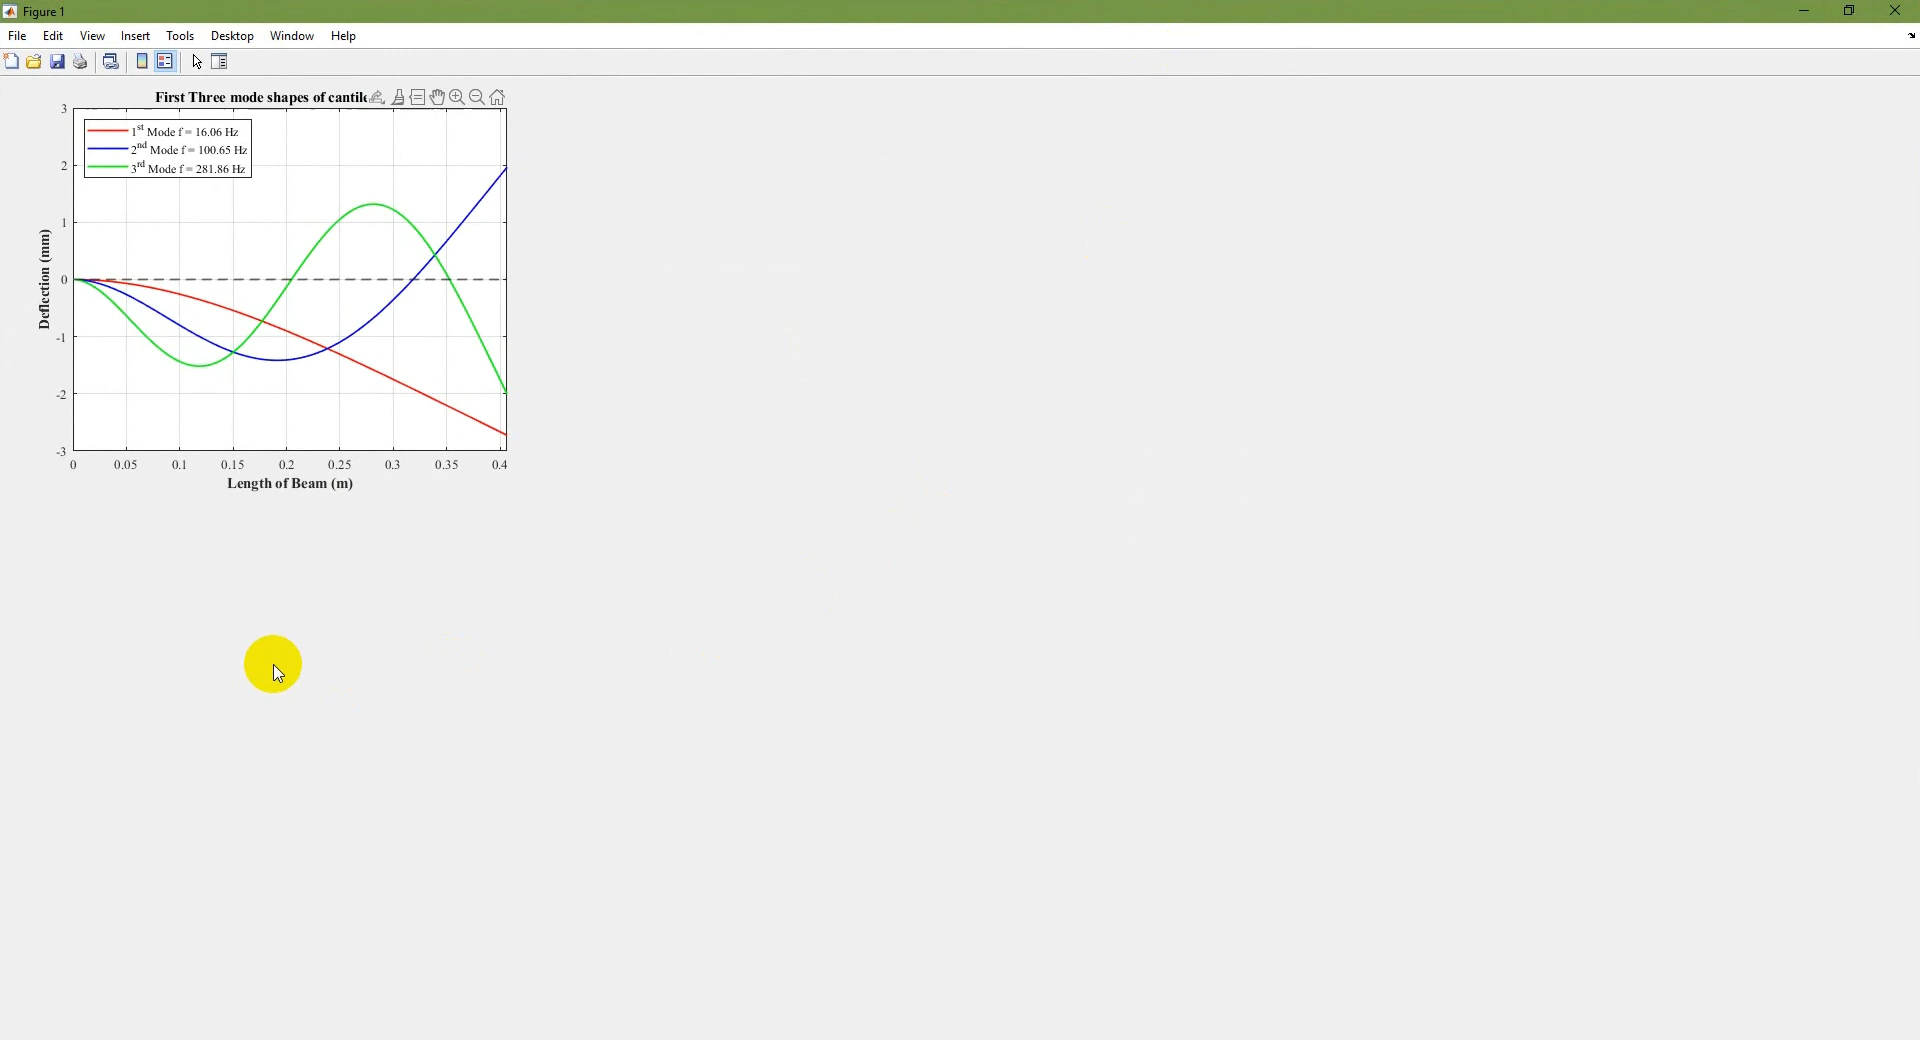 Figure 1
File Edit View Insert Tools Desktop Window Help
First Three mode shapes of cantil
3
1st Mode f = 16.06 Hz
2nd Mode f = 100.65 Hz
3rd Mode f = 281.86 Hz
2
1
0
-1
-2
-3
Deflection (mm)
0 0.05 0.1 0.15 0.2 0.25 0.3 0.35 0.4
Length of Beam (m)